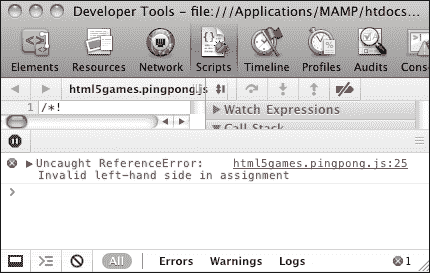 Developer Tools – file:///Applications/MAMP/htdocs...
Elements Resources Network Scripts Timeline Profiles Audits Cons
html5games.pingpong.js
Watch Expressions
1 /*!
Call Stack
Uncaught ReferenceError: html5games.pingpong.js:25
Invalid left-hand side in assignment
>
All Errors Warnings Logs 1